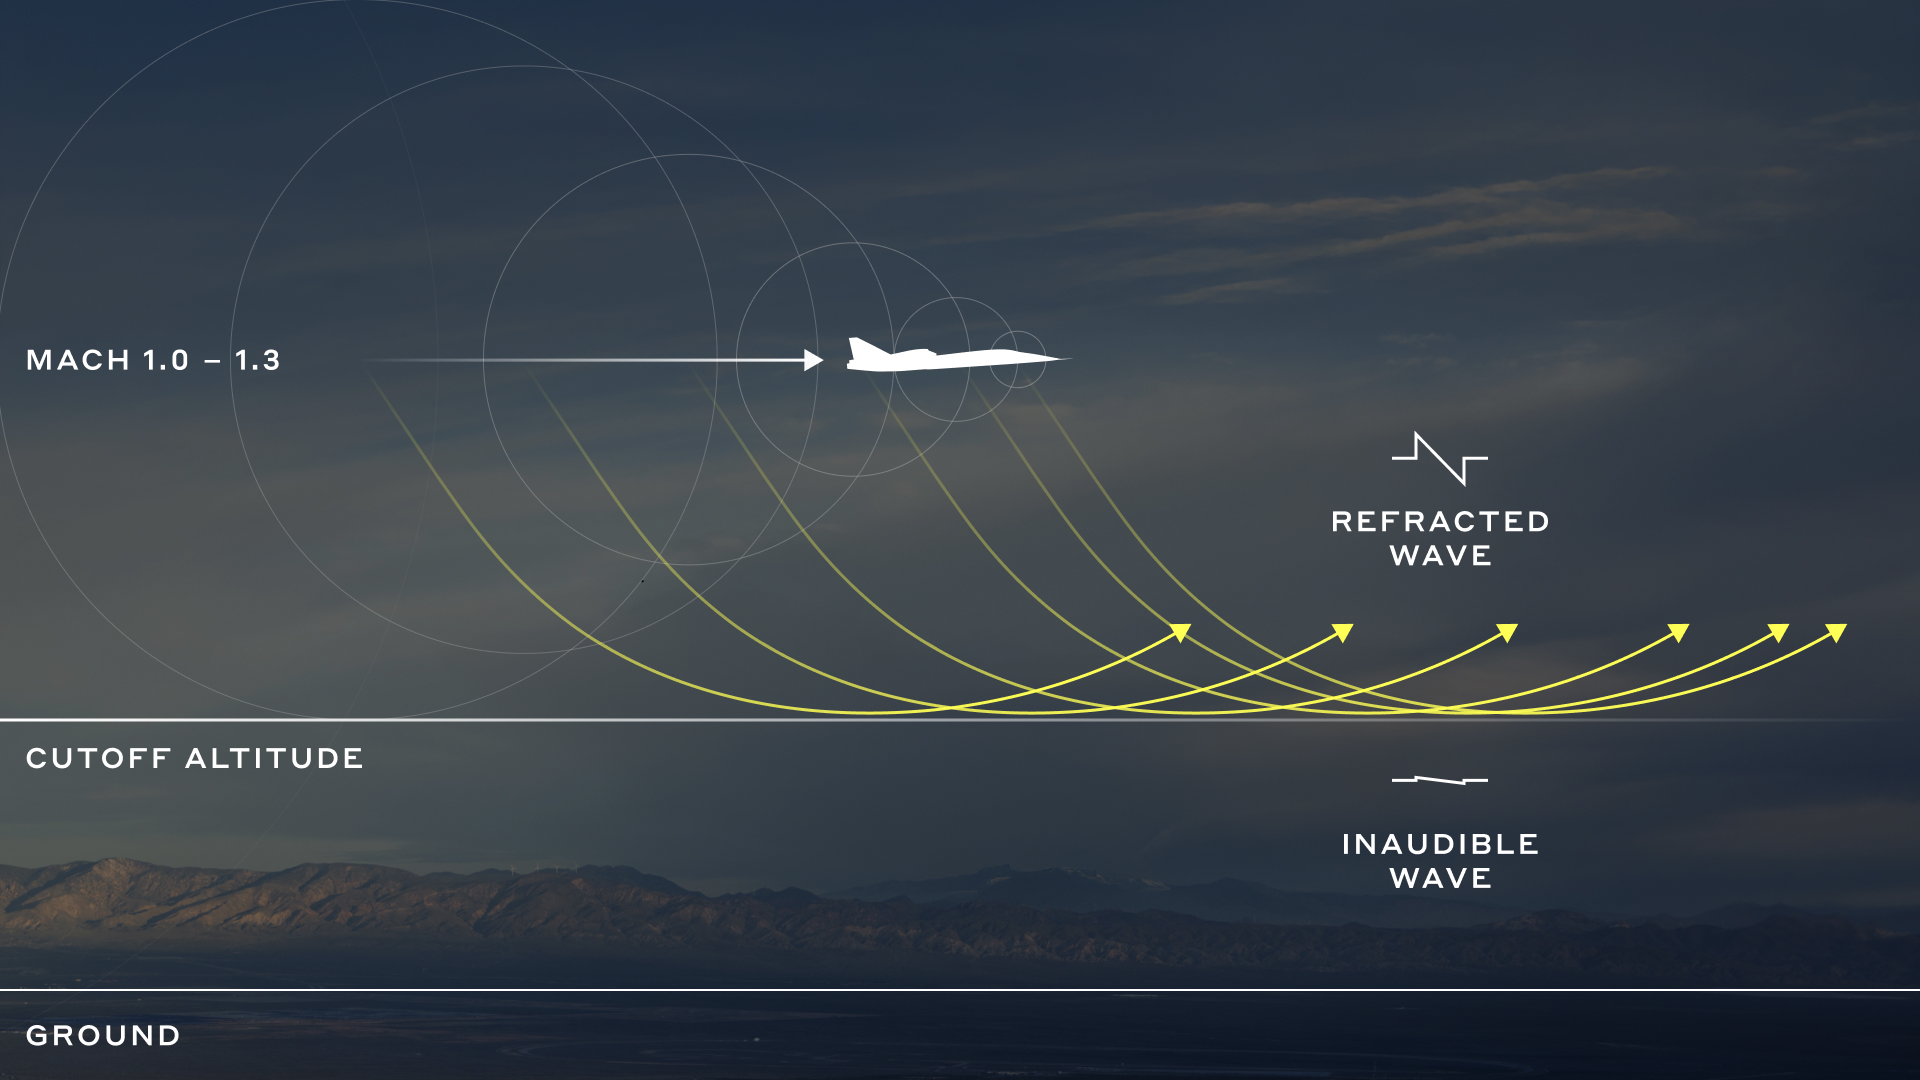 MACH 1.0 – 1.3
REFRACTED
WAVE
CUTOFF ALTITUDE
INAUDIBLE
WAVE
GROUND